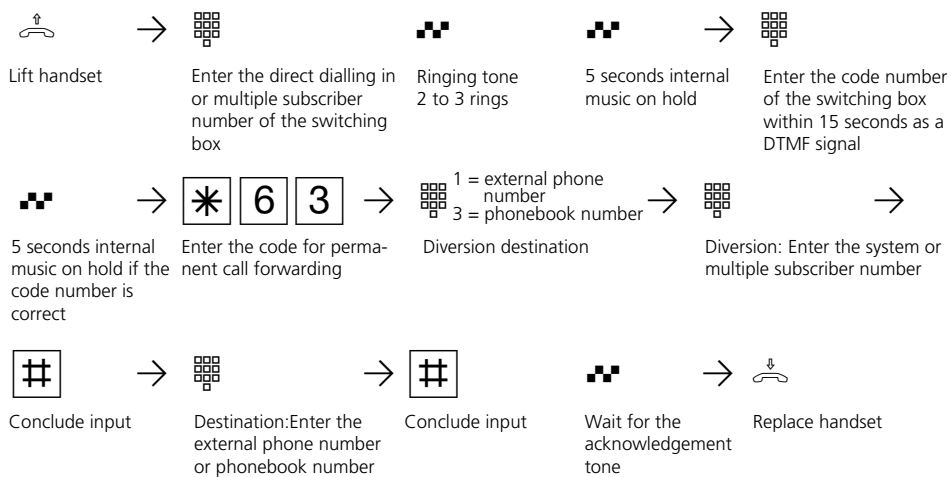 Lift handset
Enter the direct dialling in
or multiple subscriber
number of the switching
box
Ringing tone
2 to 3 rings
5 seconds internal
music on hold
Enter the code number
of the switching box
within 15 seconds as a
DTMF signal
5 seconds internal
music on hold if the
code number is
correct
* 6 3
Enter the code for perma-
nent call forwarding
1 = external phone
number
3 = phonebook number
Diversion destination
Diversion: Enter the system or
multiple subscriber number
#
Conclude input
Destination:Enter the
external phone number
or phonebook number
#
Conclude input
Wait for the
acknowledgement
tone
Replace handset